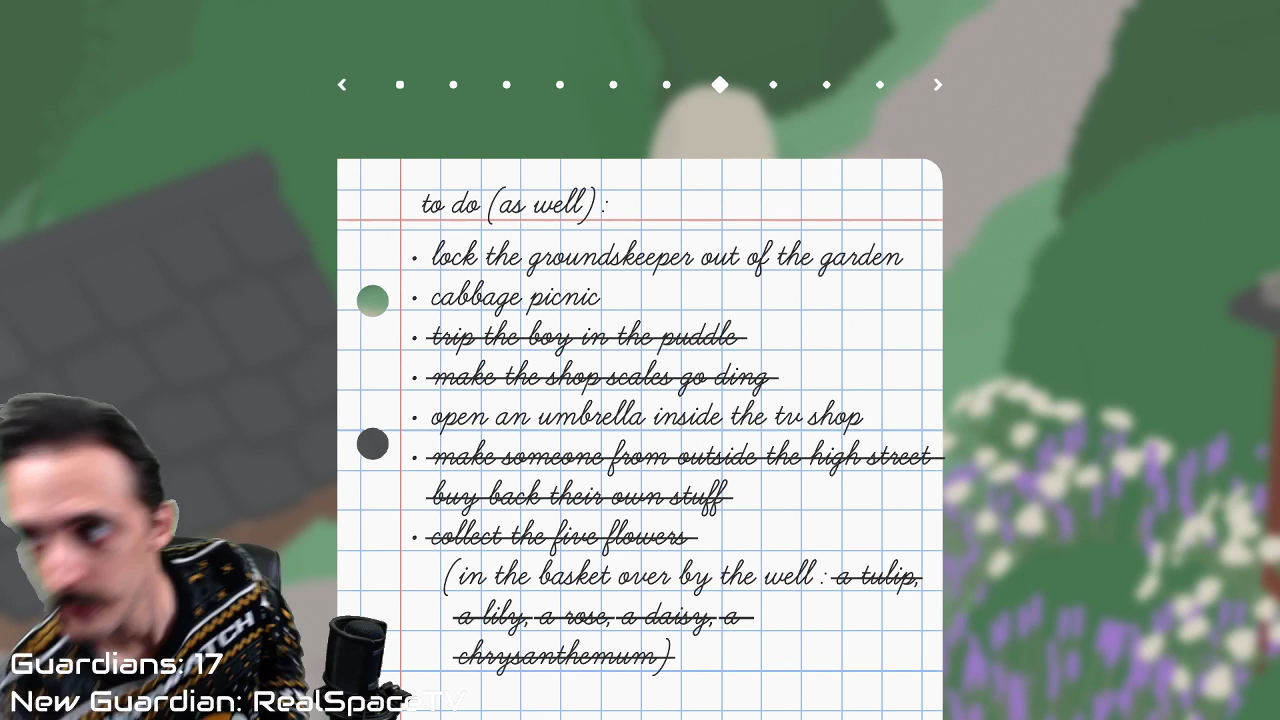 to do (as well) :
• lock the groundskeeper out of the garden
• cabbage picnic
• trip the boy in the puddle
• make the shop scales go ding
• open an umbrella inside the tv shop
• make someone from outside the high street
buy back their own stuff
• collect the five flowers
(in the basket over by the well : a tulip,
a lily, a rose, a daisy, a
chrysanthemum)
TCH
Guardians: 17
New Guardian: RealSpaceTV